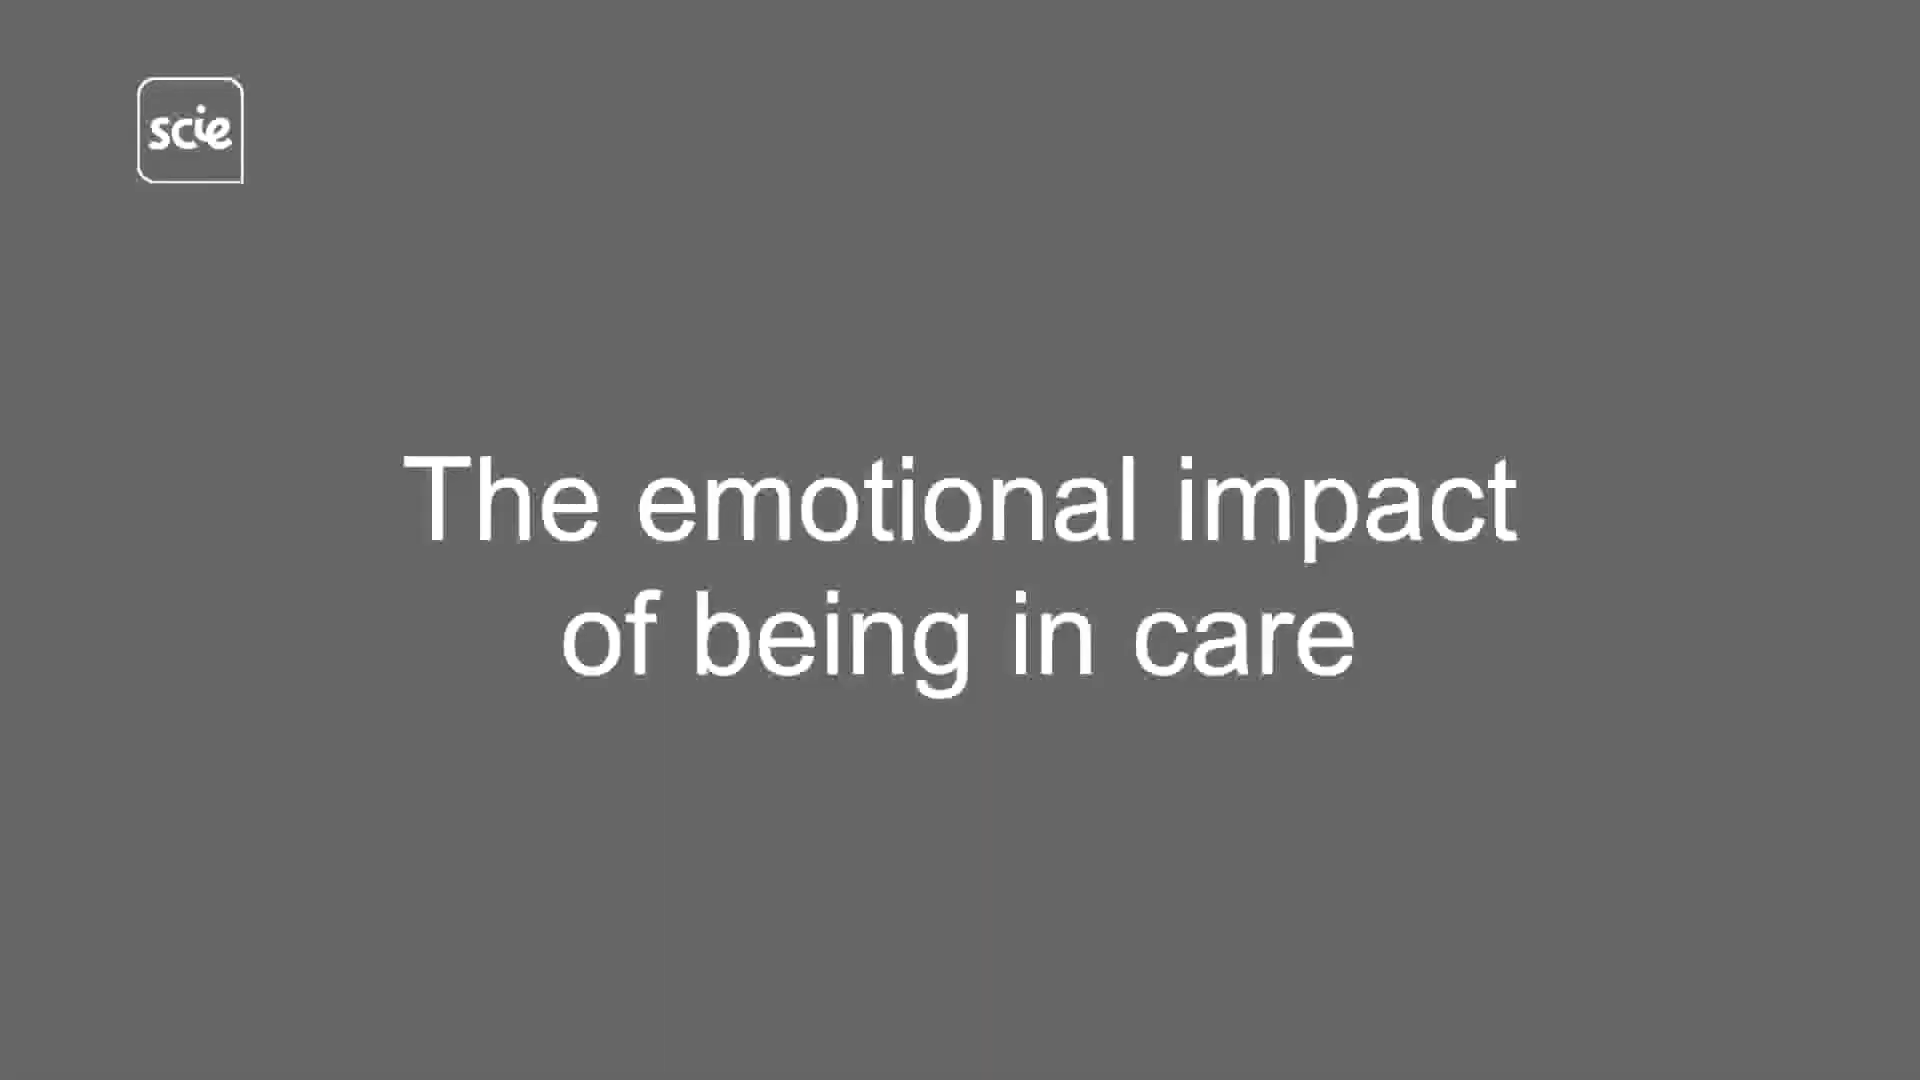 scie
The emotional impact
of being in care